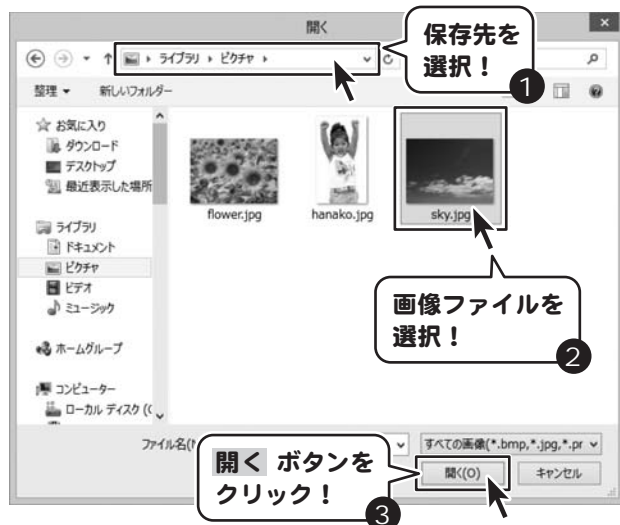 開く
保存先を
選択！
1
ライブラリ ピクチャ
整理 新しいフォルダー
お気に入り
ダウンロード
デスクトップ
最近表示した場所
ライブラリ
ドキュメント
ピクチャ
ビデオ
ミュージック
ホームグループ
コンピューター
ローカル ディスク (C
flower.jpg
hanako.jpg
sky.jpg
画像ファイルを
選択！
2
ファイル名(
すべての画像(*.bmp,*.jpg,*.pr
開く ボタンを
クリック！
3
開く(O)
キャンセル